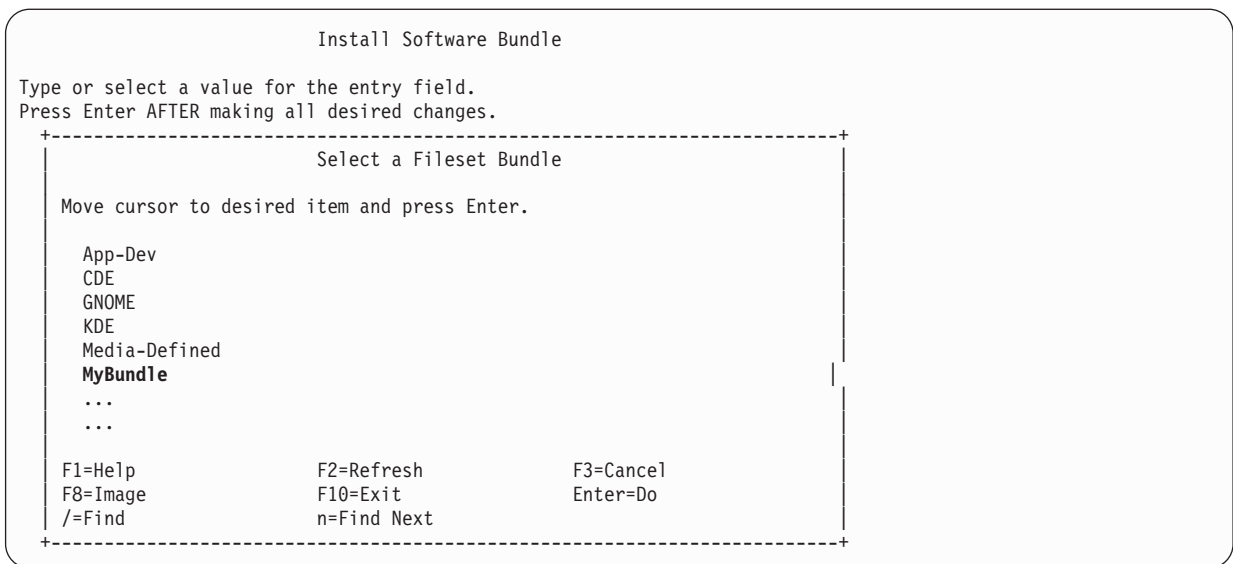 Install Software Bundle
Type or select a value for the entry field.
Press Enter AFTER making all desired changes.
+--------------------------------------------------------------------------+
| Select a Fileset Bundle |
| |
| Move cursor to desired item and press Enter. |
| |
| App-Dev |
| CDE |
| GNOME |
| KDE |
| Media-Defined |
| MyBundle |
| ... |
| ... |
| |
| F1=Help F2=Refresh F3=Cancel |
| F8=Image F10=Exit Enter=Do |
| /=Find n=Find Next |
+--------------------------------------------------------------------------+